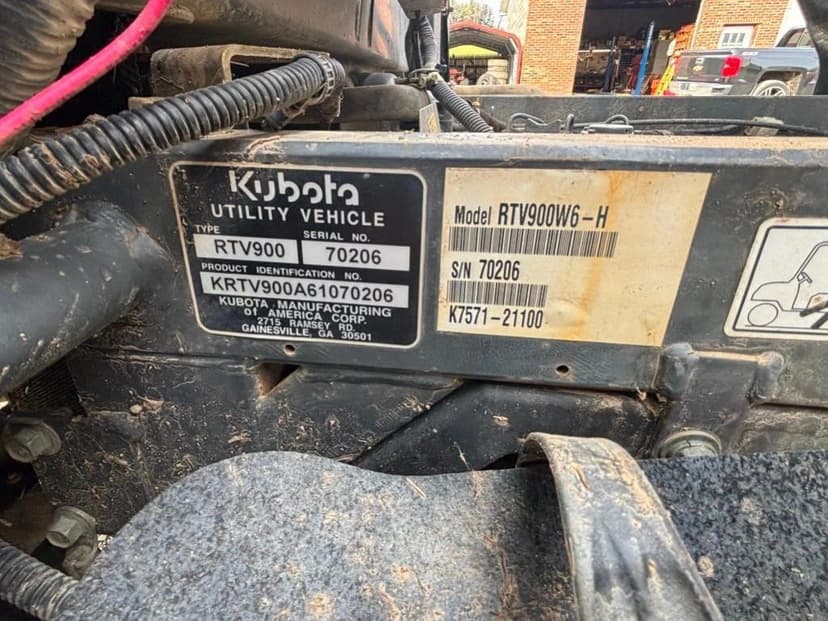 Kubota
UTILITY VEHICLE
TYPE SERIAL NO.
RTV900 70206
PRODUCT IDENTIFICATION NO.
KRTV900A61070206
KUBOTA MANUFACTURING
of AMERICA CORP.
2715 RAMSEY RD.
GAINESVILLE, GA 30501
Model RTV900W6-H
S/N 70206
K7571-21100